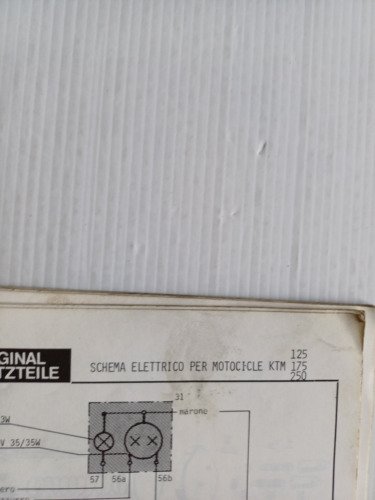 GINAL
TZTEILE
SCHEMA ELETTRICO PER MOTOCICLE KTM 125
175
250
31
marone
3W
V 35/35W
57 56a 56b
ero